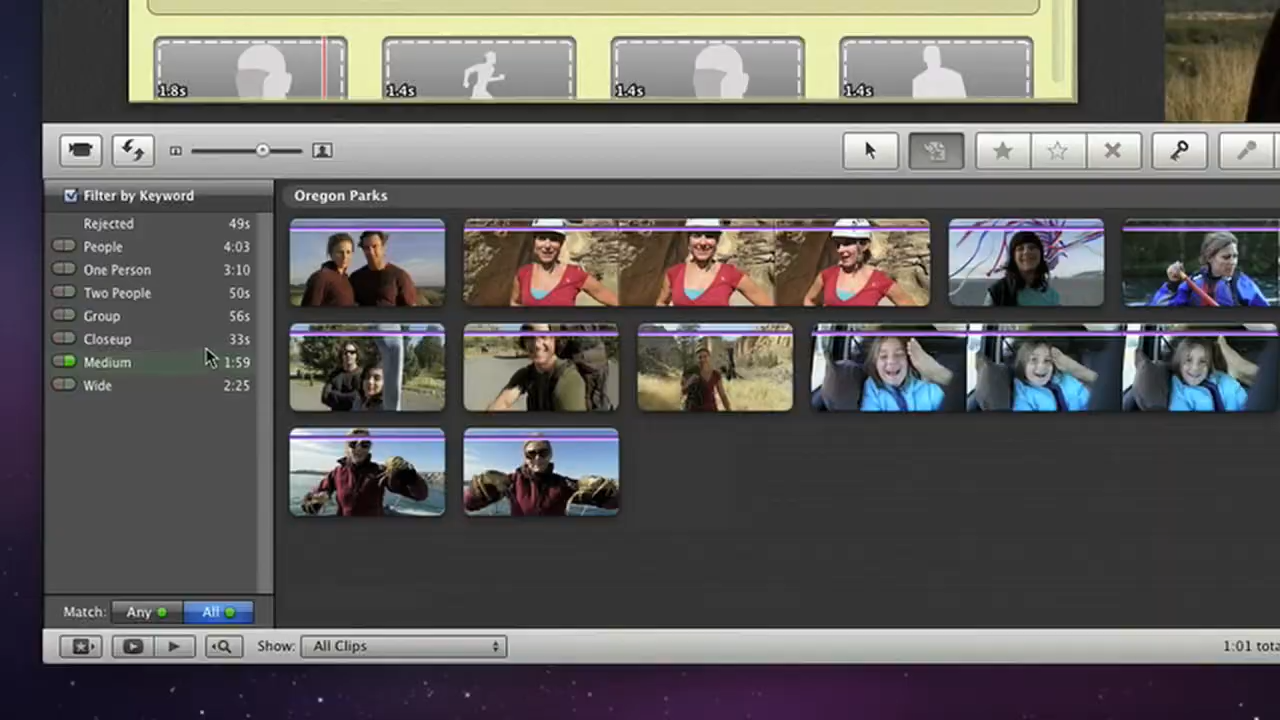 1.8s 1.4s 1.4s 1.4s
Filter by Keyword
Oregon Parks
Rejected 49s
People 4:03
One Person 3:10
Two People 50s
Group 56s
Closeup 33s
Medium 1:59
Wide 2:25
Match: Any All
Show: All Clips
1:01